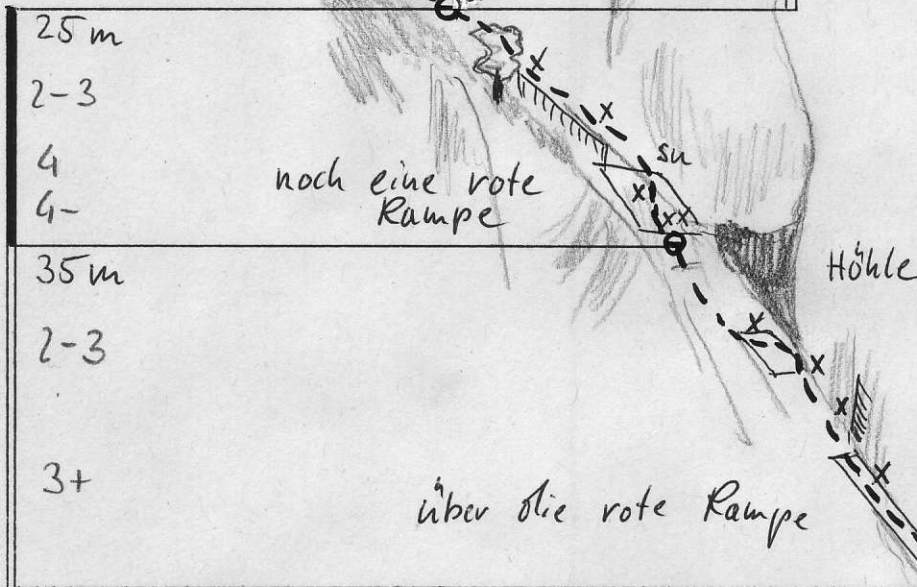 25 m
2-3
4
4-
noch eine rote
Rampe
su
35 m
2-3
3+
Höhle
über die rote Rampe